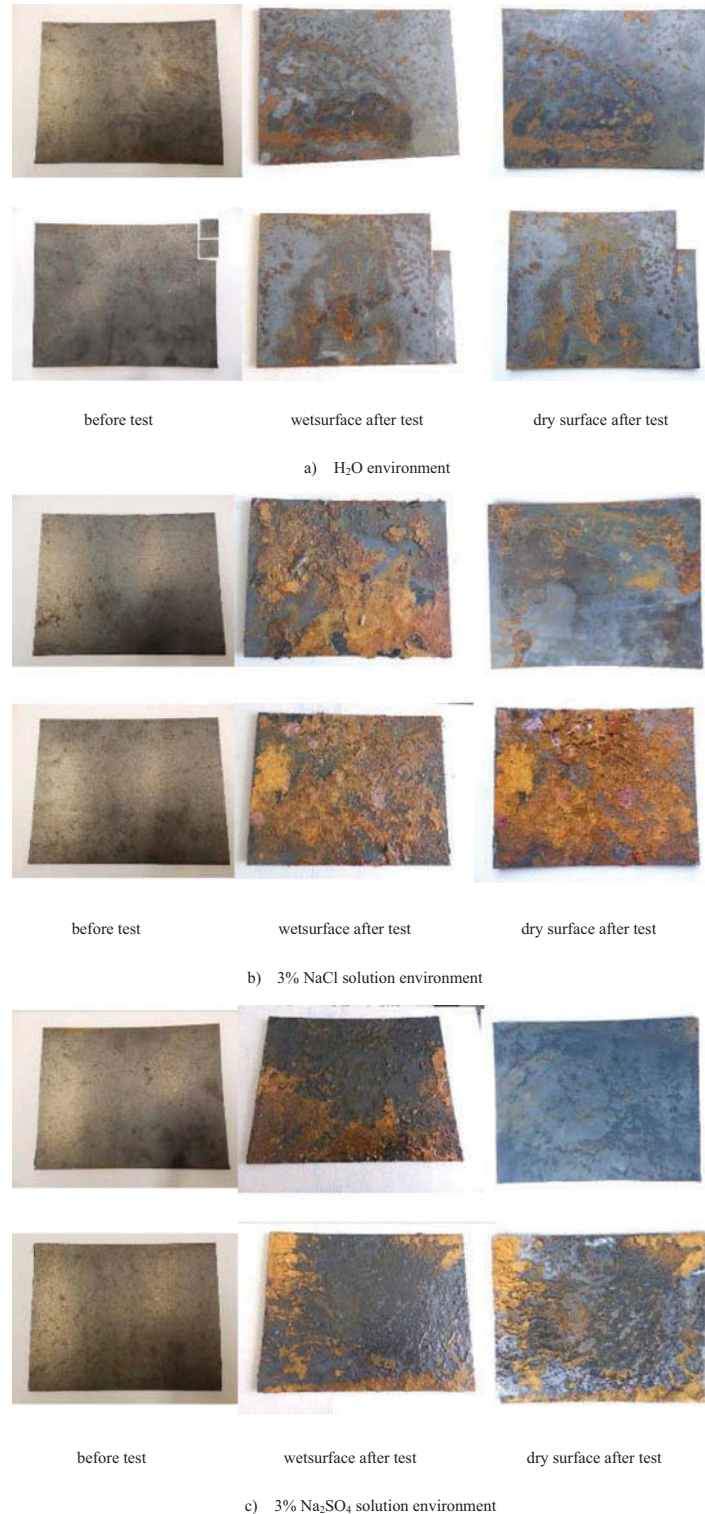 before test wetsurface after test dry surface after test
a) H₂O environment
before test wetsurface after test dry surface after test
b) 3% NaCl solution environment
before test wetsurface after test dry surface after test
c) 3% Na₂SO₄ solution environment